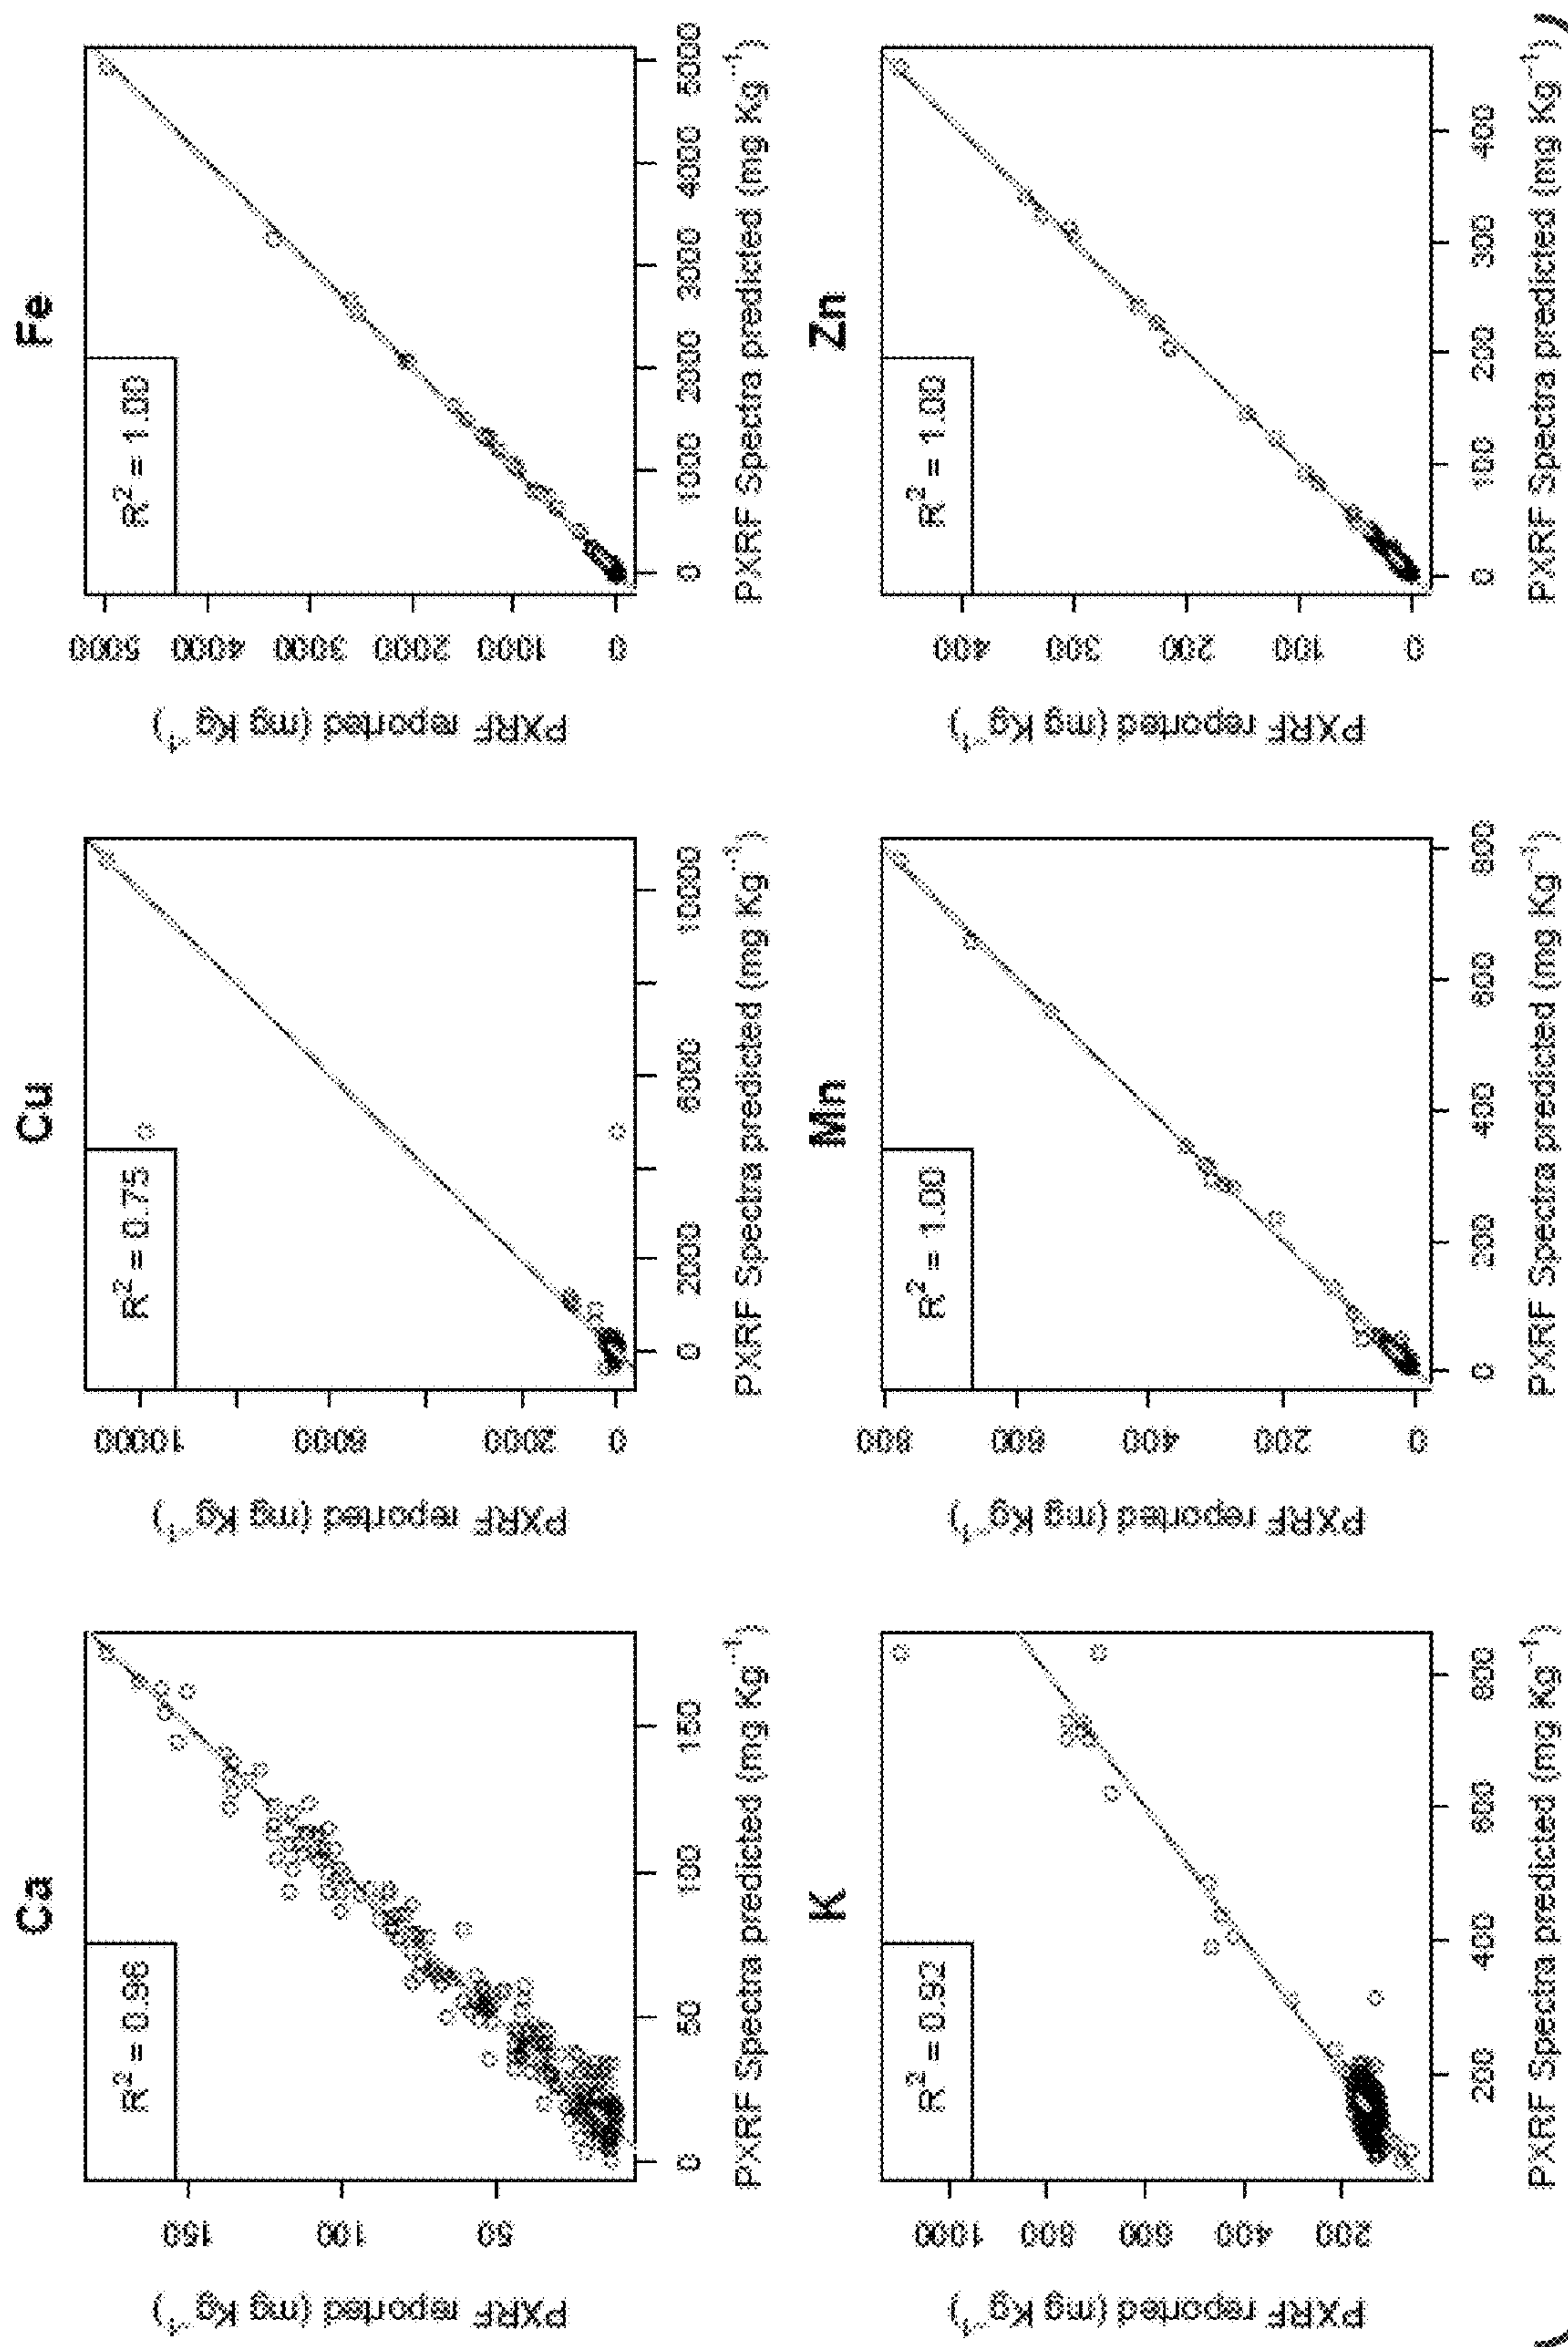 Ca
R² =
150
100
50
PXRF reported (mg Kg⁻¹)
0 50 100 150
PXRF Spectra predicted (mg Kg⁻¹)
Cu
R² = 0.75
10000
6000
2000
0
PXRF reported (mg Kg⁻¹)
0 2000 6000 10000
PXRF Spectra predicted (mg Kg⁻¹)
Fe
R² = 1.00
5000
4000
3000
2000
1000
0
PXRF reported (mg Kg⁻¹)
0 1000 2000 3000 4000 5000
PXRF Spectra predicted (mg Kg⁻¹)
K
R² = 0.92
1000
800
600
400
200
PXRF reported (mg Kg⁻¹)
200 400 600 800
PXRF Spectra predicted (mg Kg⁻¹)
Mn
R² = 1.00
800
600
400
200
0
PXRF reported (mg Kg⁻¹)
0 200 400 600 800
PXRF Spectra predicted (mg Kg⁻¹)
Zn
R² = 1.00
400
300
200
100
0
PXRF reported (mg Kg⁻¹)
0 100 200 300 400
PXRF Spectra predicted (mg Kg⁻¹)